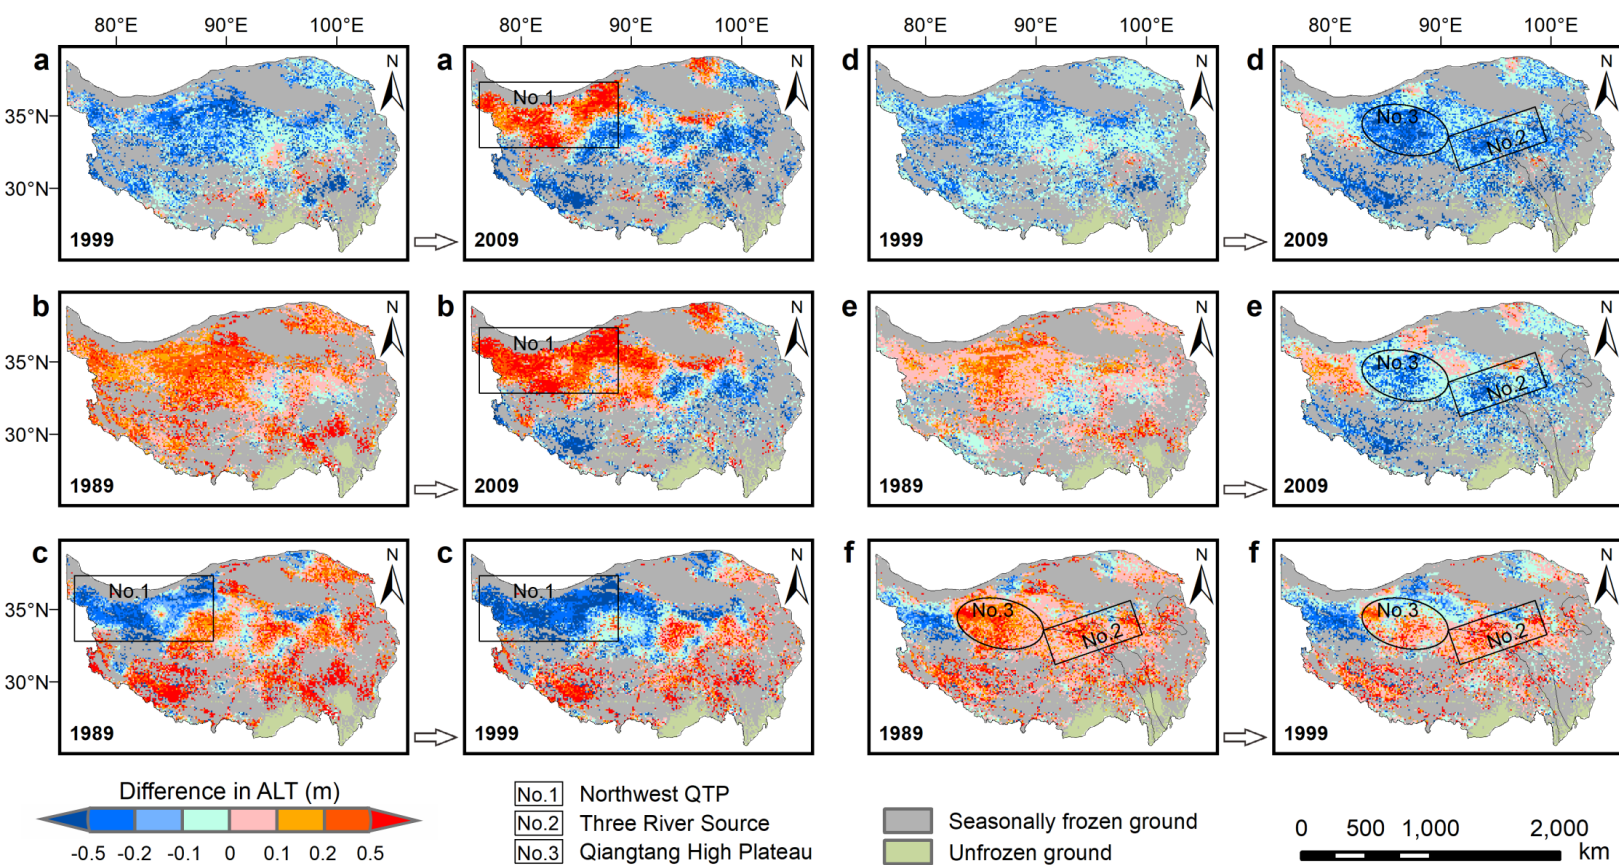 80°E 90°E 100°E 80°E 90°E 100°E 80°E 90°E 100°E 80°E 90°E 100°E
a N a N d N d N
No.1 No.3 No.2
35°N
30°N
1999 2009 1999 2009
b N b N e N e N
No.1 No.3 No.2
35°N
30°N
1989 2009 1989 2009
c N c N f N f N
No.1 No.1 No.3 No.2 No.3 No.2
35°N
30°N
1989 1999 1989 1999
Difference in ALT (m)
-0.5 -0.2 -0.1 0 0.1 0.2 0.5
No.1 Northwest QTP
No.2 Three River Source
No.3 Qiangtang High Plateau
Seasonally frozen ground
Unfrozen ground
0 500 1,000 2,000
km